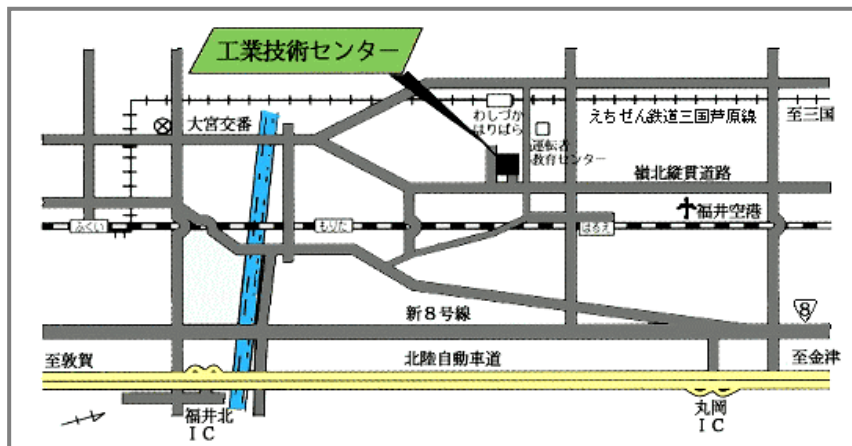 工業技術センター
大宮交番
わしづか
はりばら
えちぜん鉄道三国芦原線
至三国
運転者
教育センター
嶺北縦貫道路
福井空港
ふくい
もりた
はるえ
新8号線
8
至敦賀
北陸自動車道
至金津
福井北
IC
丸岡
IC